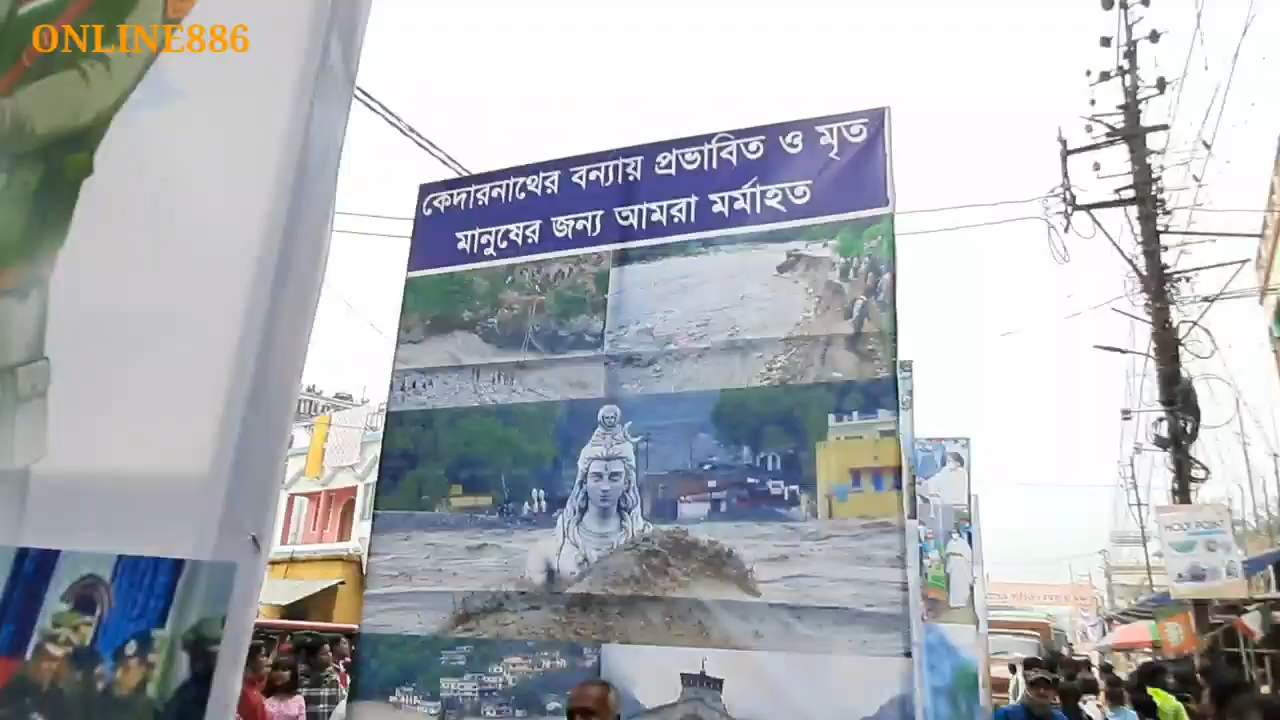 ONLINE886
কেদারনাথের বন্যায় প্রভাবিত ও মৃত
মানুষের জন্য আমরা মর্মাহত